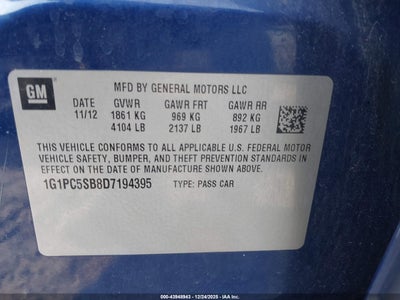 GM
MFD BY GENERAL MOTORS LLC
DATE GVWR GAWR FRT GAWR RR
11/12 1861 KG 969 KG 892 KG
4104 LB 2137 LB 1967 LB
THIS VEHICLE CONFORMS TO ALL APPLICABLE U.S. FEDERAL MOTOR
VEHICLE SAFETY, BUMPER, AND THEFT PREVENTION STANDARDS IN
EFFECT ON THE DATE OF MANUFACTURE SHOWN ABOVE.
1G1PC5SB8D7194395 TYPE: PASS CAR
ID: 43948943 - 12/24/2025 - IAA USA